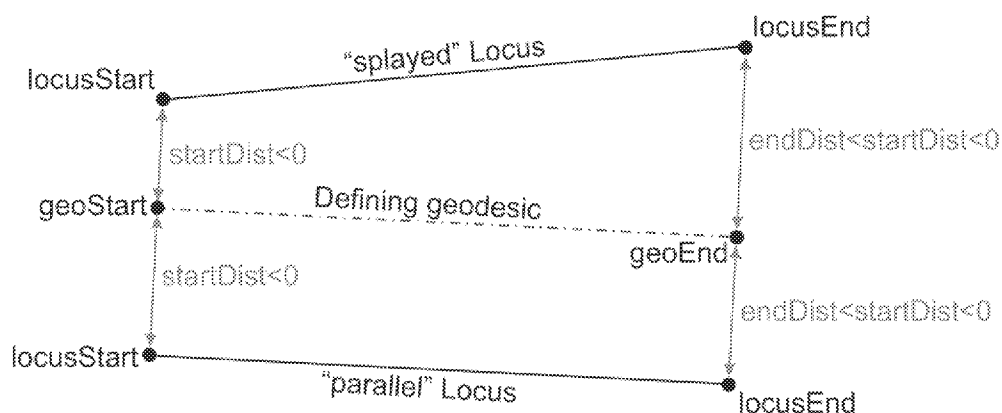 locusEnd
"splayed" Locus
locusStart
endDist<startDist<0
startDist<0
Defining geodesic
geoStart
geoEnd
startDist<0
endDist<startDist<0
locusStart
"parallel" Locus
locusEnd